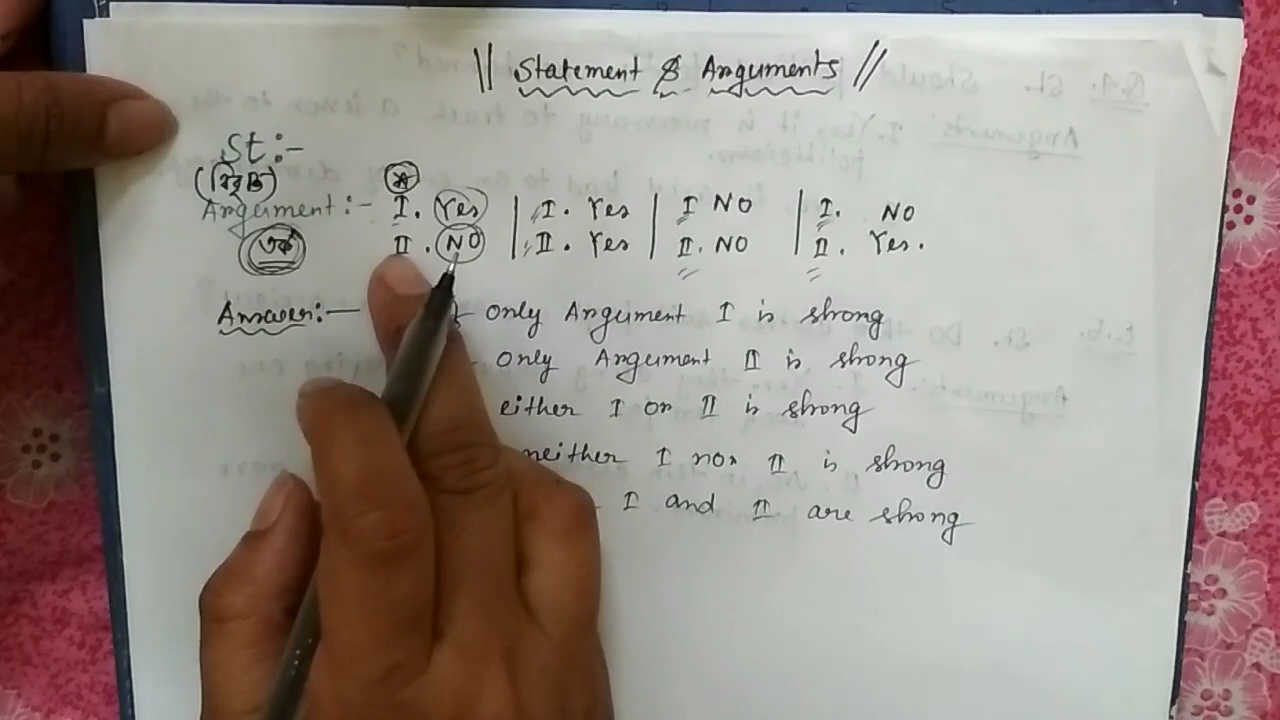 || Statement & Arguments ||
St:-
Argument:- I. Yes | I. Yes | I NO | I. NO
তর্ক II. NO | II. Yes | II. NO | II. Yes.
Answer:- only Argument I is strong
only Argument II is strong
either I or II is strong
neither I nor II is strong
I and II are strong